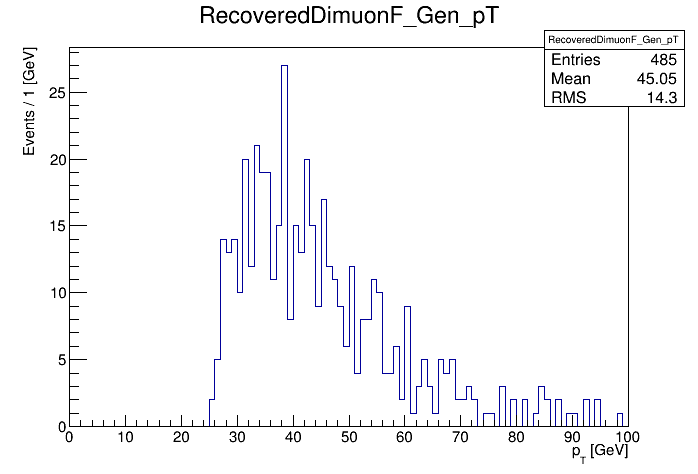 RecoveredDimuonF_Gen_pT
RecoveredDimuonF_Gen_pT
Entries 485
Mean 45.05
RMS 14.3
Events / 1 [GeV]
25
20
15
10
5
0
0 10 20 30 40 50 60 70 80 90 100
p_T [GeV]